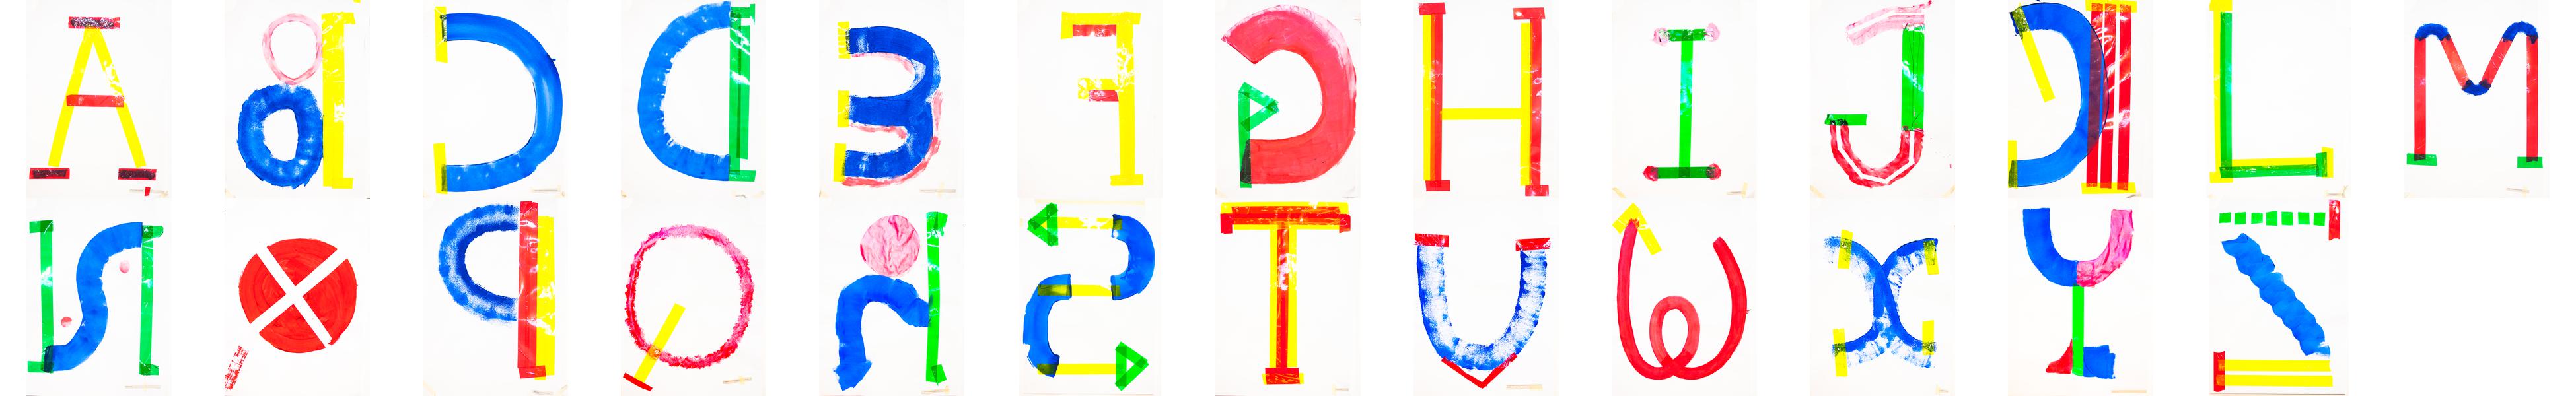 A B C D E F G H I J K L M
N O P Q R S T U W X Y Z